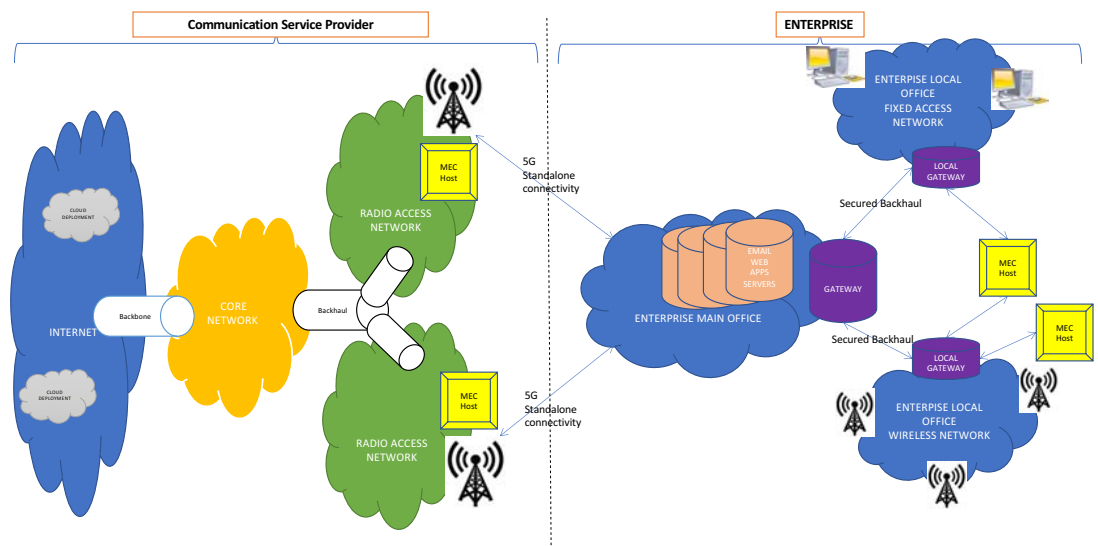 Communication Service Provider
ENTERPRISE
ENTERPISE LOCAL
OFFICE
FIXED ACCESS
NETWORK
LOCAL
GATEWAY
MEC
Host
5G
Standalone
connectivity
CLOUD
DEPLOYMENT
RADIO ACCESS
NETWORK
Secured Backhaul
EMAIL
WEB
APPS
SERVERS
MEC
Host
GATEWAY
CORE
NETWORK
Backbone
Backhaul
INTERNET
ENTERPRISE MAIN OFFICE
MEC
Host
Secured Backhaul
LOCAL
GATEWAY
CLOUD
DEPLOYMENT
MEC
Host
5G
Standalone
connectivity
ENTERPISE LOCAL
OFFICE
WIRELESS NETWORK
RADIO ACCESS
NETWORK